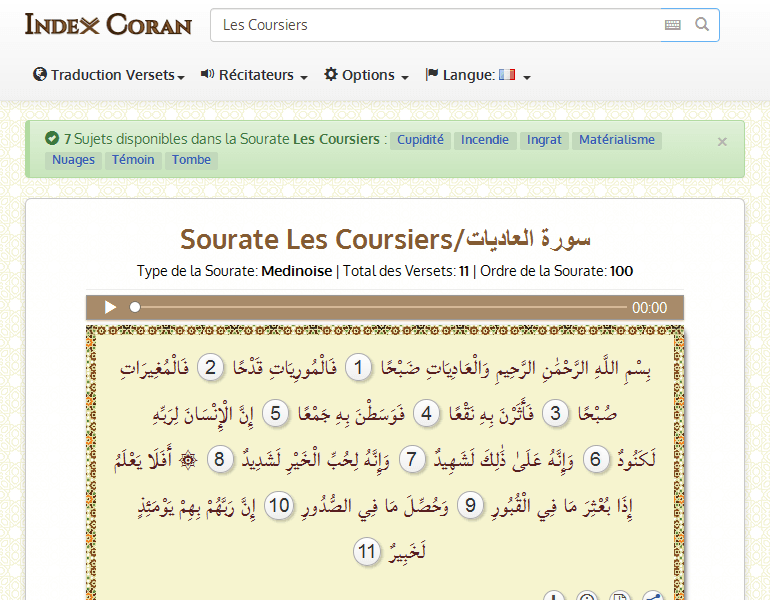 Index Coran
Les Coursiers
Traduction Versets
Récitateurs
Options
Langue:
7 Sujets disponibles dans la Sourate Les Coursiers : Cupidité Incendie Ingrat Matérialisme ×
Nuages Témoin Tombe
Sourate Les Coursiers/سورة العاديات
Type de la Sourate: Medinoise | Total des Versets: 11 | Ordre de la Sourate: 100
00:00
بِسْمِ اللَّهِ الرَّحْمَٰنِ الرَّحِيمِ وَالْعَادِيَاتِ ضَبْحًا 1 فَالْمُورِيَاتِ قَدْحًا 2 فَالْمُغِيرَاتِ
صُبْحًا 3 فَأَثَرْنَ بِهِ نَقْعًا 4 فَوَسَطْنَ بِهِ جَمْعًا 5 إِنَّ الْإِنْسَانَ لِرَبِّهِ
لَكَنُودٌ 6 وَإِنَّهُ عَلَىٰ ذَٰلِكَ لَشَهِيدٌ 7 وَإِنَّهُ لِحُبِّ الْخَيْرِ لَشَدِيدٌ 8 ۞ أَفَلَا يَعْلَمُ
إِذَا بُعْثِرَ مَا فِي الْقُبُورِ 9 وَحُصِّلَ مَا فِي الصُّدُورِ 10 إِنَّ رَبَّهُمْ بِهِمْ يَوْمَئِذٍ
لَخَبِيرٌ 11